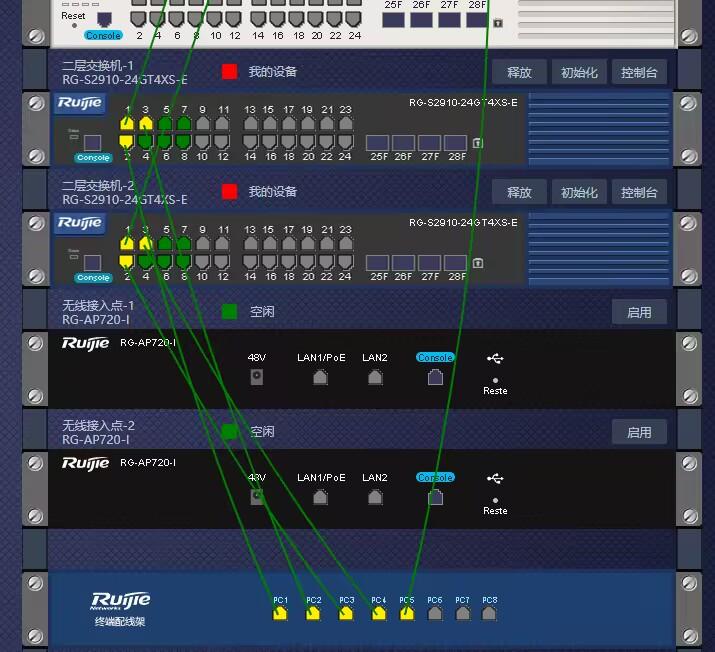 25F 26F 27F 28F
Reset
Console
2 4 6 8 10 12 14 16 18 20 22 24
二层交换机-1
RG-S2910-24GT4XS-E
我的设备
释放 初始化 控制台
Ruijie
1 3 5 7 9 11 13 15 17 19 21 23
RG-S2910-24GT4XS-E
Console
2 4 6 8 10 12 14 16 18 20 22 24
25F 26F 27F 28F
二层交换机-2
RG-S2910-24GT4XS-E
我的设备
释放 初始化 控制台
Ruijie
1 3 5 7 9 11 13 15 17 19 21 23
RG-S2910-24GT4XS-E
Console
2 4 6 8 10 12 14 16 18 20 22 24
25F 26F 27F 28F
无线接入点-1
RG-AP720-I
空闲
启用
Ruijie RG-AP720-I
48V LAN1/PoE LAN2 Console
Reste
无线接入点-2
RG-AP720-I
空闲
启用
Ruijie RG-AP720-I
48V LAN1/PoE LAN2 Console
Reste
Ruijie
Networks
终端配线架
PC1 PC2 PC3 PC4 PC5 PC6 PC7 PC8